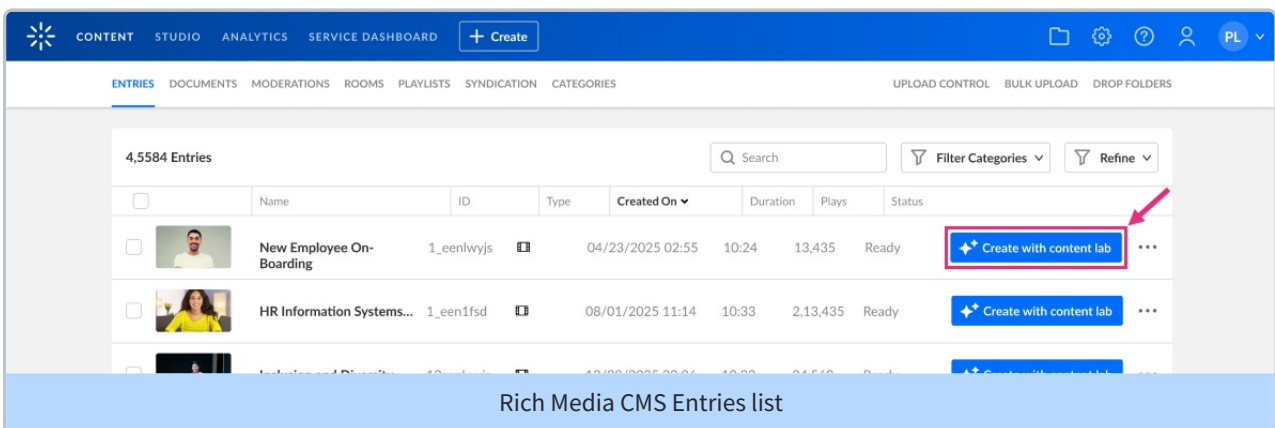 CONTENT STUDIO ANALYTICS SERVICE DASHBOARD + Create PL
ENTRIES DOCUMENTS MODERATIONS ROOMS PLAYLISTS SYNDICATION CATEGORIES UPLOAD CONTROL BULK UPLOAD DROP FOLDERS
4,5584 Entries Search Filter Categories Refine
Name ID Type Created On Duration Plays Status
New Employee On-
Boarding 1_eenlwyjs 04/23/2025 02:55 10:24 13,435 Ready Create with content lab
HR Information Systems... 1_een1fsd 08/01/2025 11:14 10:33 2,13,435 Ready Create with content lab
Rich Media CMS Entries list